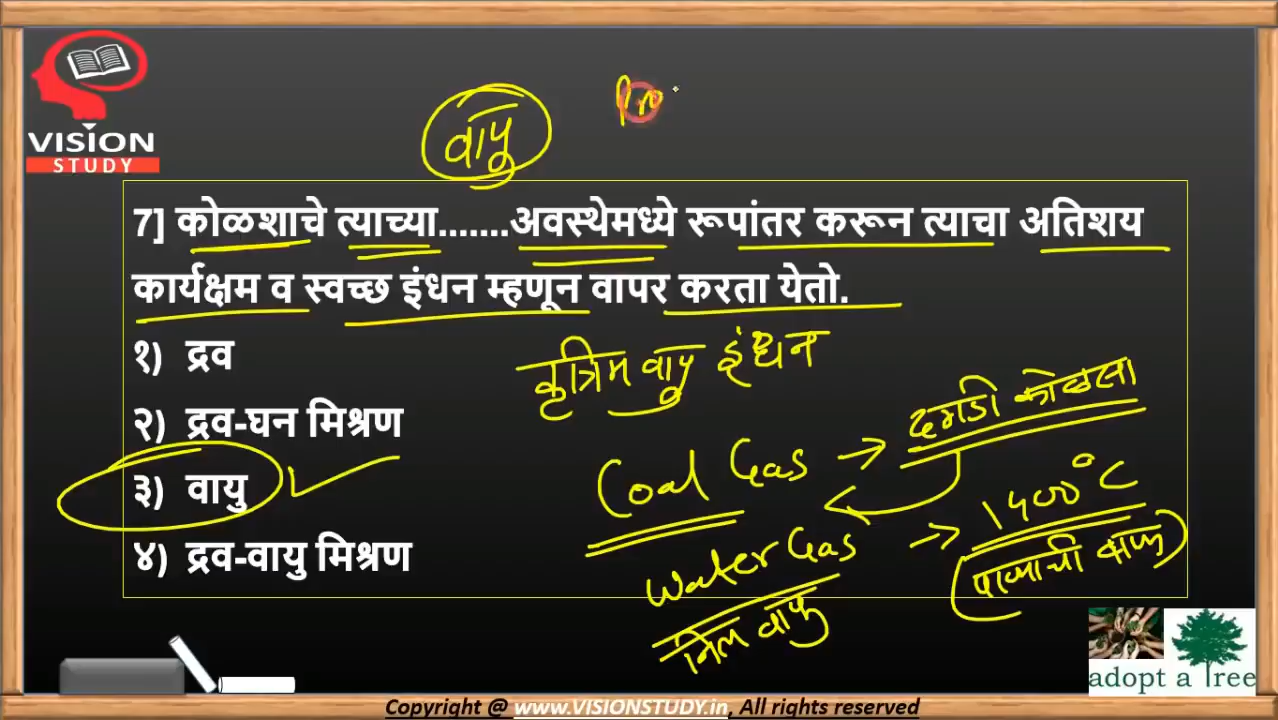 VISION
STUDY
वायु
Pro
7] कोळशाचे त्याच्या.......अवस्थेमध्ये रूपांतर करून त्याचा अतिशय
कार्यक्षम व स्वच्छ इंधन म्हणून वापर करता येतो.
१) द्रव
२) द्रव-घन मिश्रण
३) वायु
४) द्रव-वायु मिश्रण
कृत्रिम वायु इंधन
Coal Gas → दगडी कोळसा
Water Gas → 1400°C
(पाण्याची वाफ)
निल वायु
adopt a Tree
Copyright @ www.VISIONSTUDY.in, All rights reserved